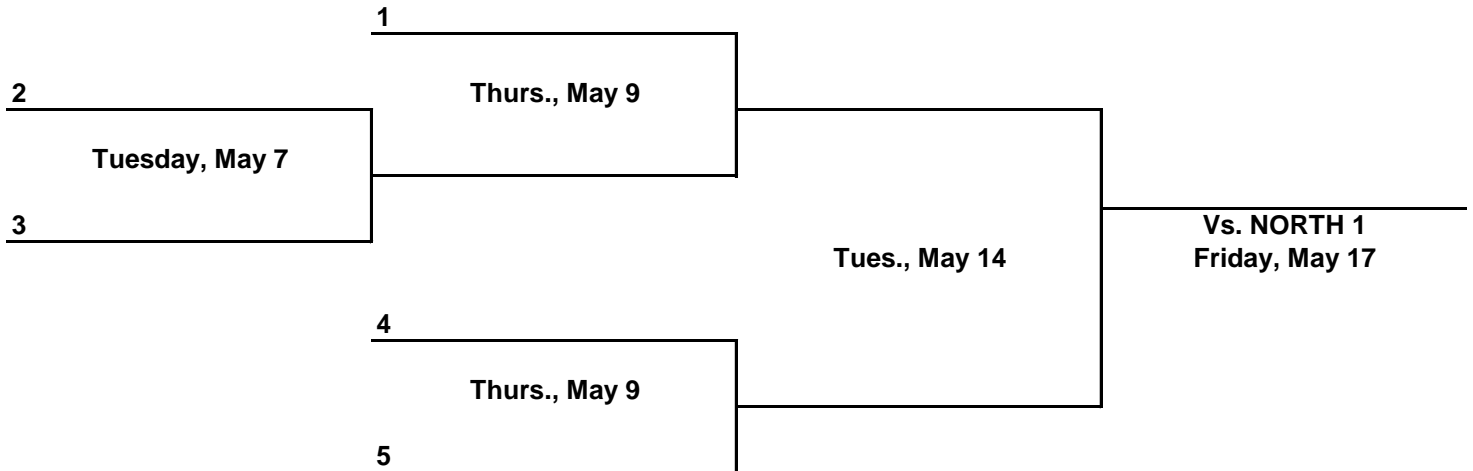 1
2
Thurs., May 9
Tuesday, May 7
3
Vs. NORTH 1
Friday, May 17
Tues., May 14
4
Thurs., May 9
5